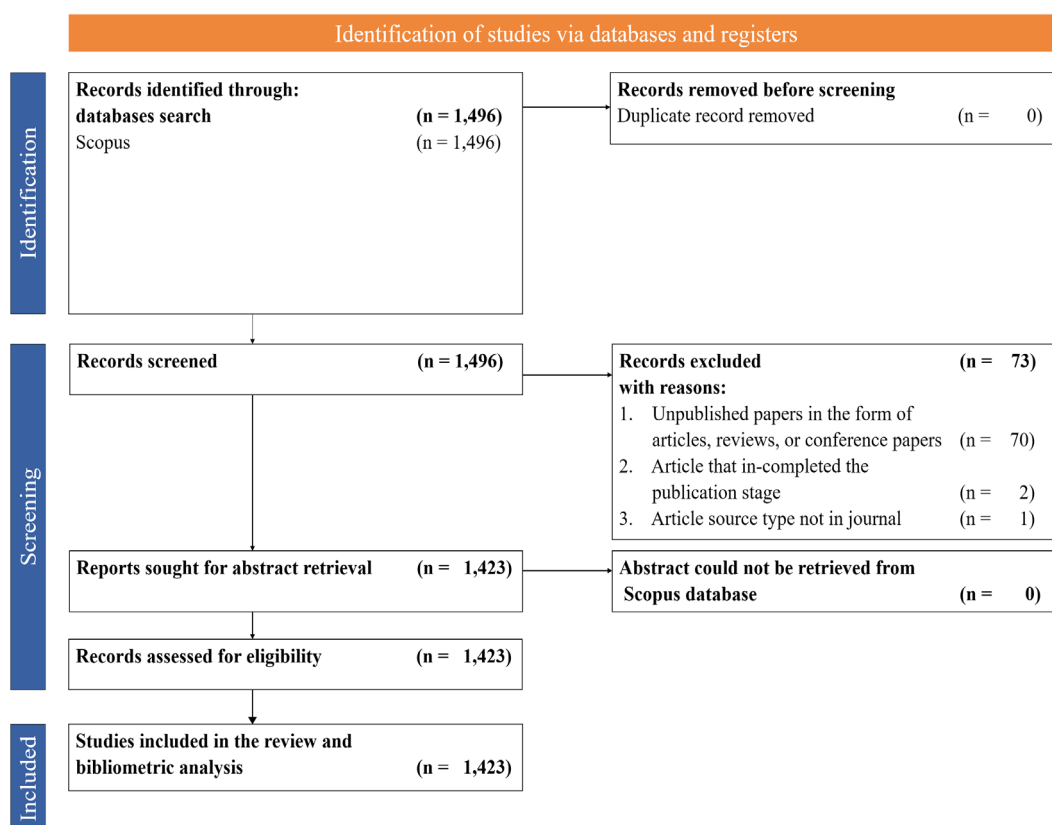 Identification of studies via databases and registers
Identification
Records identified through:
databases search (n = 1,496)
Scopus (n = 1,496)
Records removed before screening
Duplicate record removed (n = 0)
Screening
Records screened (n = 1,496)
Records excluded (n = 73)
with reasons:
1. Unpublished papers in the form of
articles, reviews, or conference papers (n = 70)
2. Article that in-completed the
publication stage (n = 2)
3. Article source type not in journal (n = 1)
Reports sought for abstract retrieval (n = 1,423)
Abstract could not be retrieved from
Scopus database (n = 0)
Records assessed for eligibility (n = 1,423)
Included
Studies included in the review and
bibliometric analysis (n = 1,423)